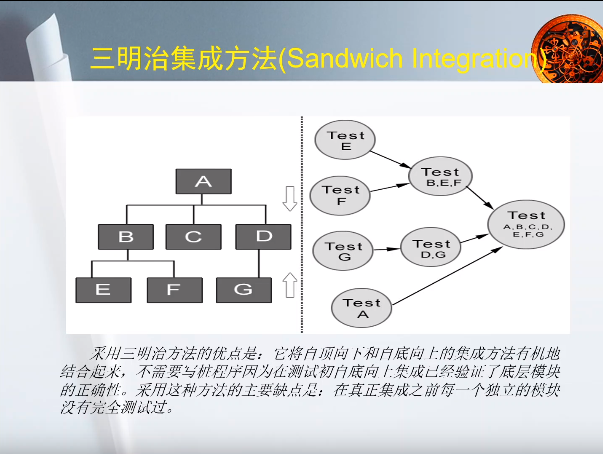 三明治集成方法(Sandwich Integration)
A
B
C
D
E
F
G
Test
E
Test
F
Test
B,E,F
Test
G
Test
D,G
Test
A
Test
A,B,C,D,
E,F,G
采用三明治方法的优点是：它将自顶向下和自底向上的集成方法有机地
结合起来，不需要写桩程序因为在测试初自底向上集成已经验证了底层模块
的正确性。采用这种方法的主要缺点是：在真正集成之前每一个独立的模块
没有完全测试过。